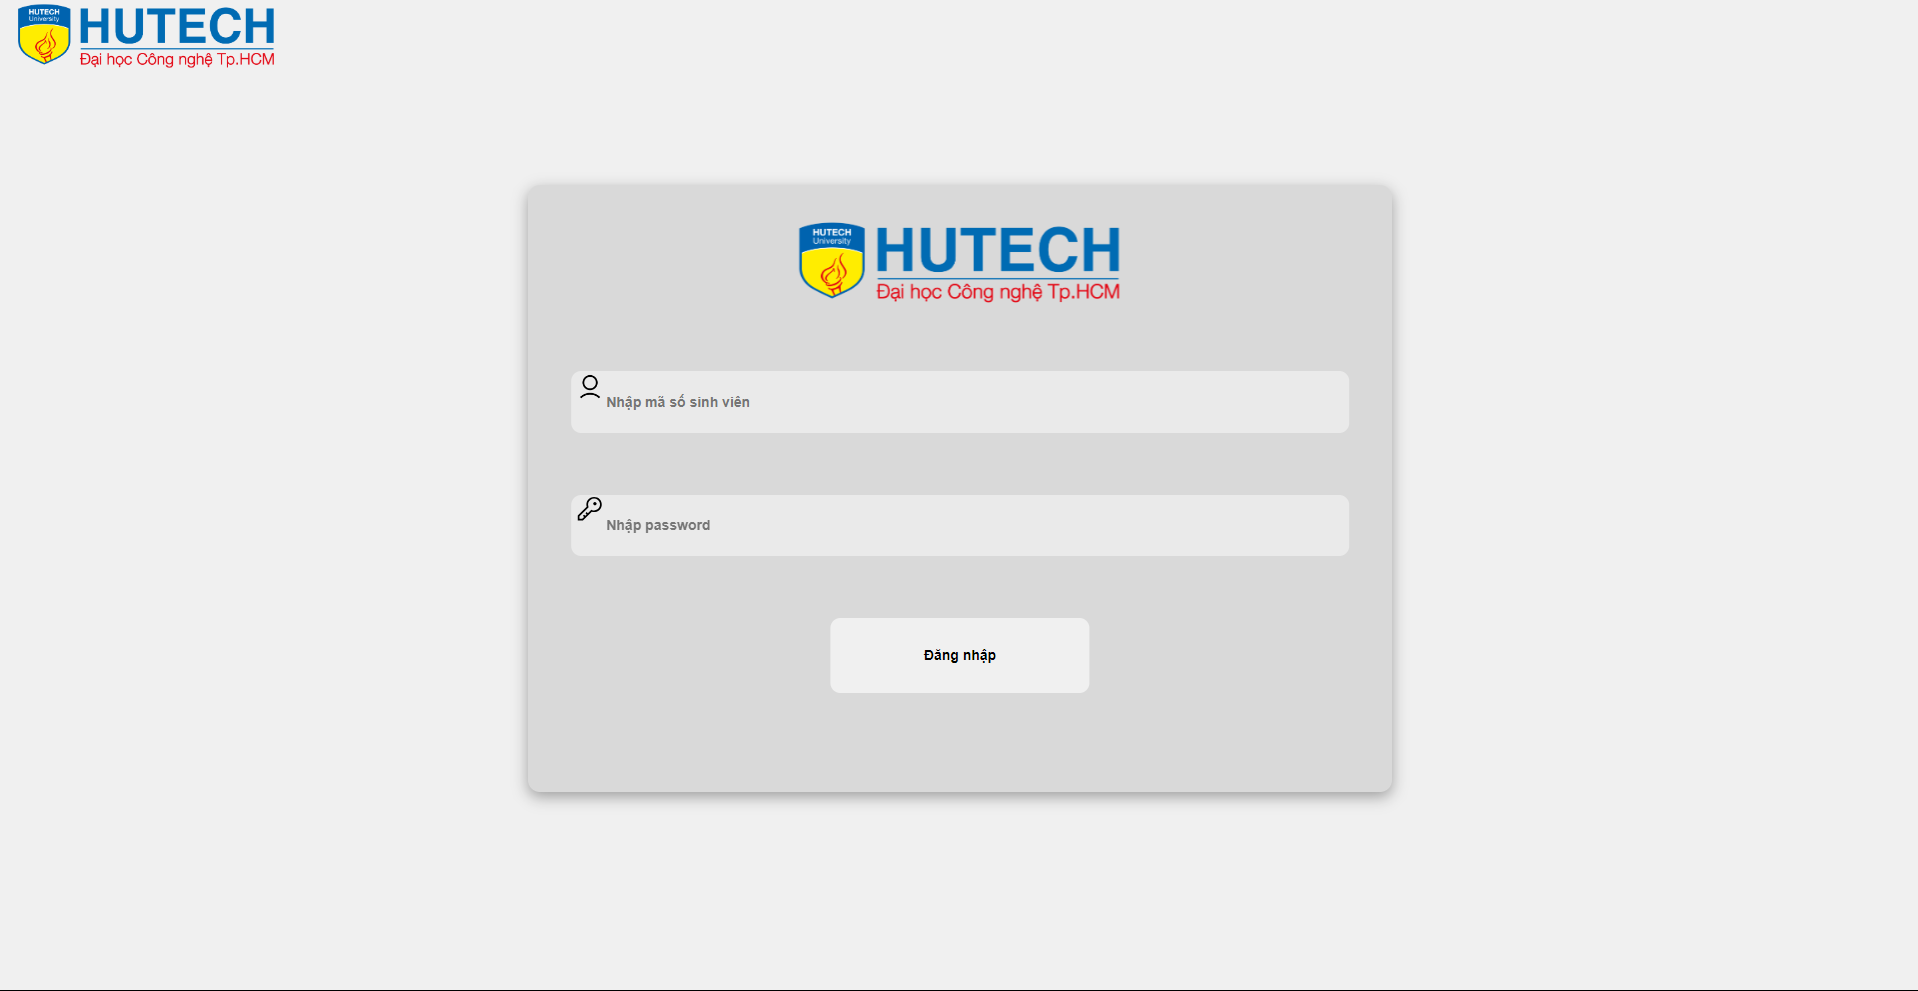 HUTECH
University
HUTECH
Đại học Công nghệ Tp.HCM
HUTECH
University
HUTECH
Đại học Công nghệ Tp.HCM
Nhập mã số sinh viên
Nhập password
Đăng nhập